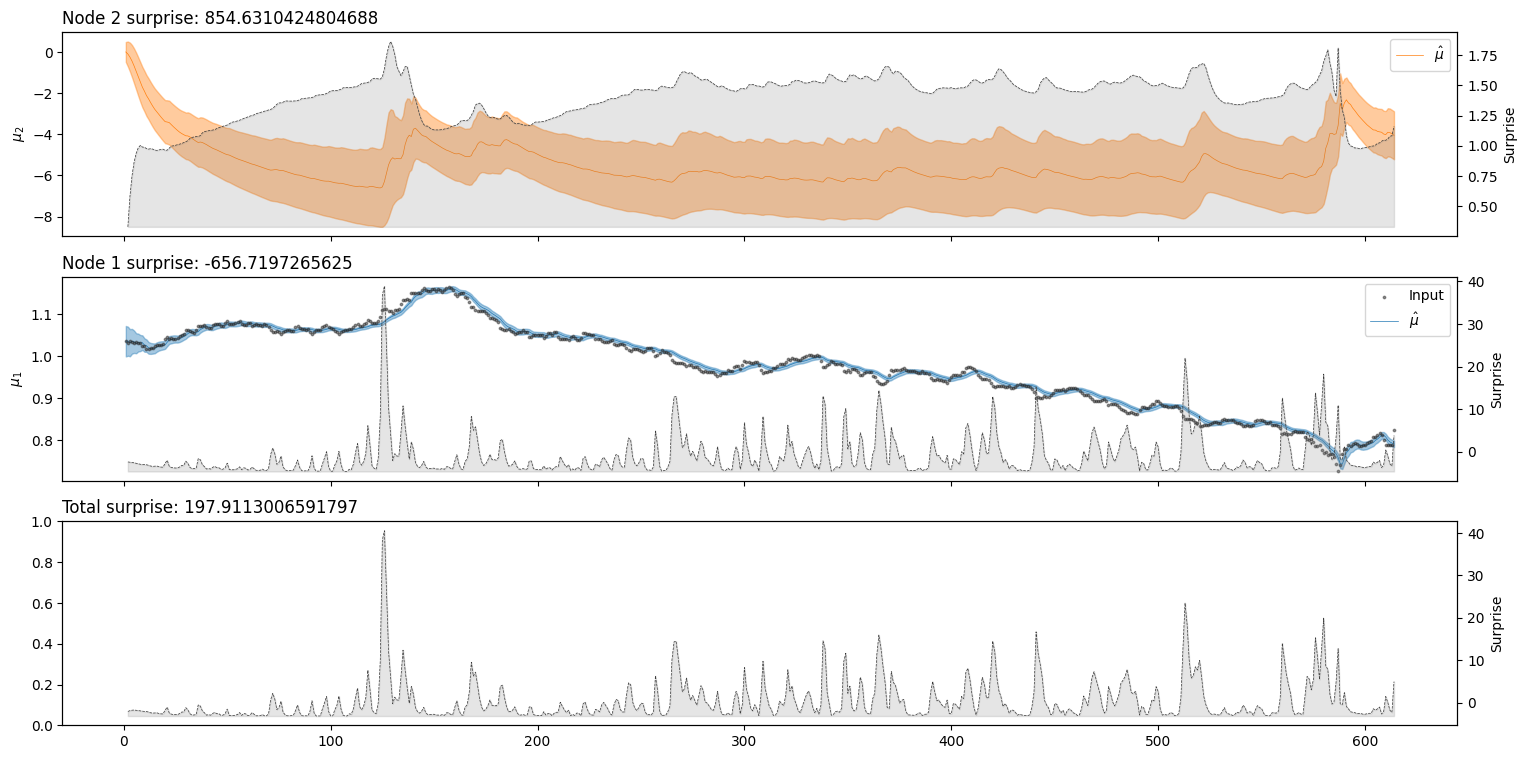 Node 2 surprise: 854.6310424804688
μ̂
0
−2
−4
−6
−8
μ2
1.75
1.50
1.25
1.00
0.75
0.50
Surprise
Node 1 surprise: -656.7197265625
Input
μ̂
1.1
1.0
0.9
0.8
μ1
40
30
20
10
0
Surprise
Total surprise: 197.9113006591797
1.0
0.8
0.6
0.4
0.2
0.0
40
30
20
10
0
Surprise
0 100 200 300 400 500 600